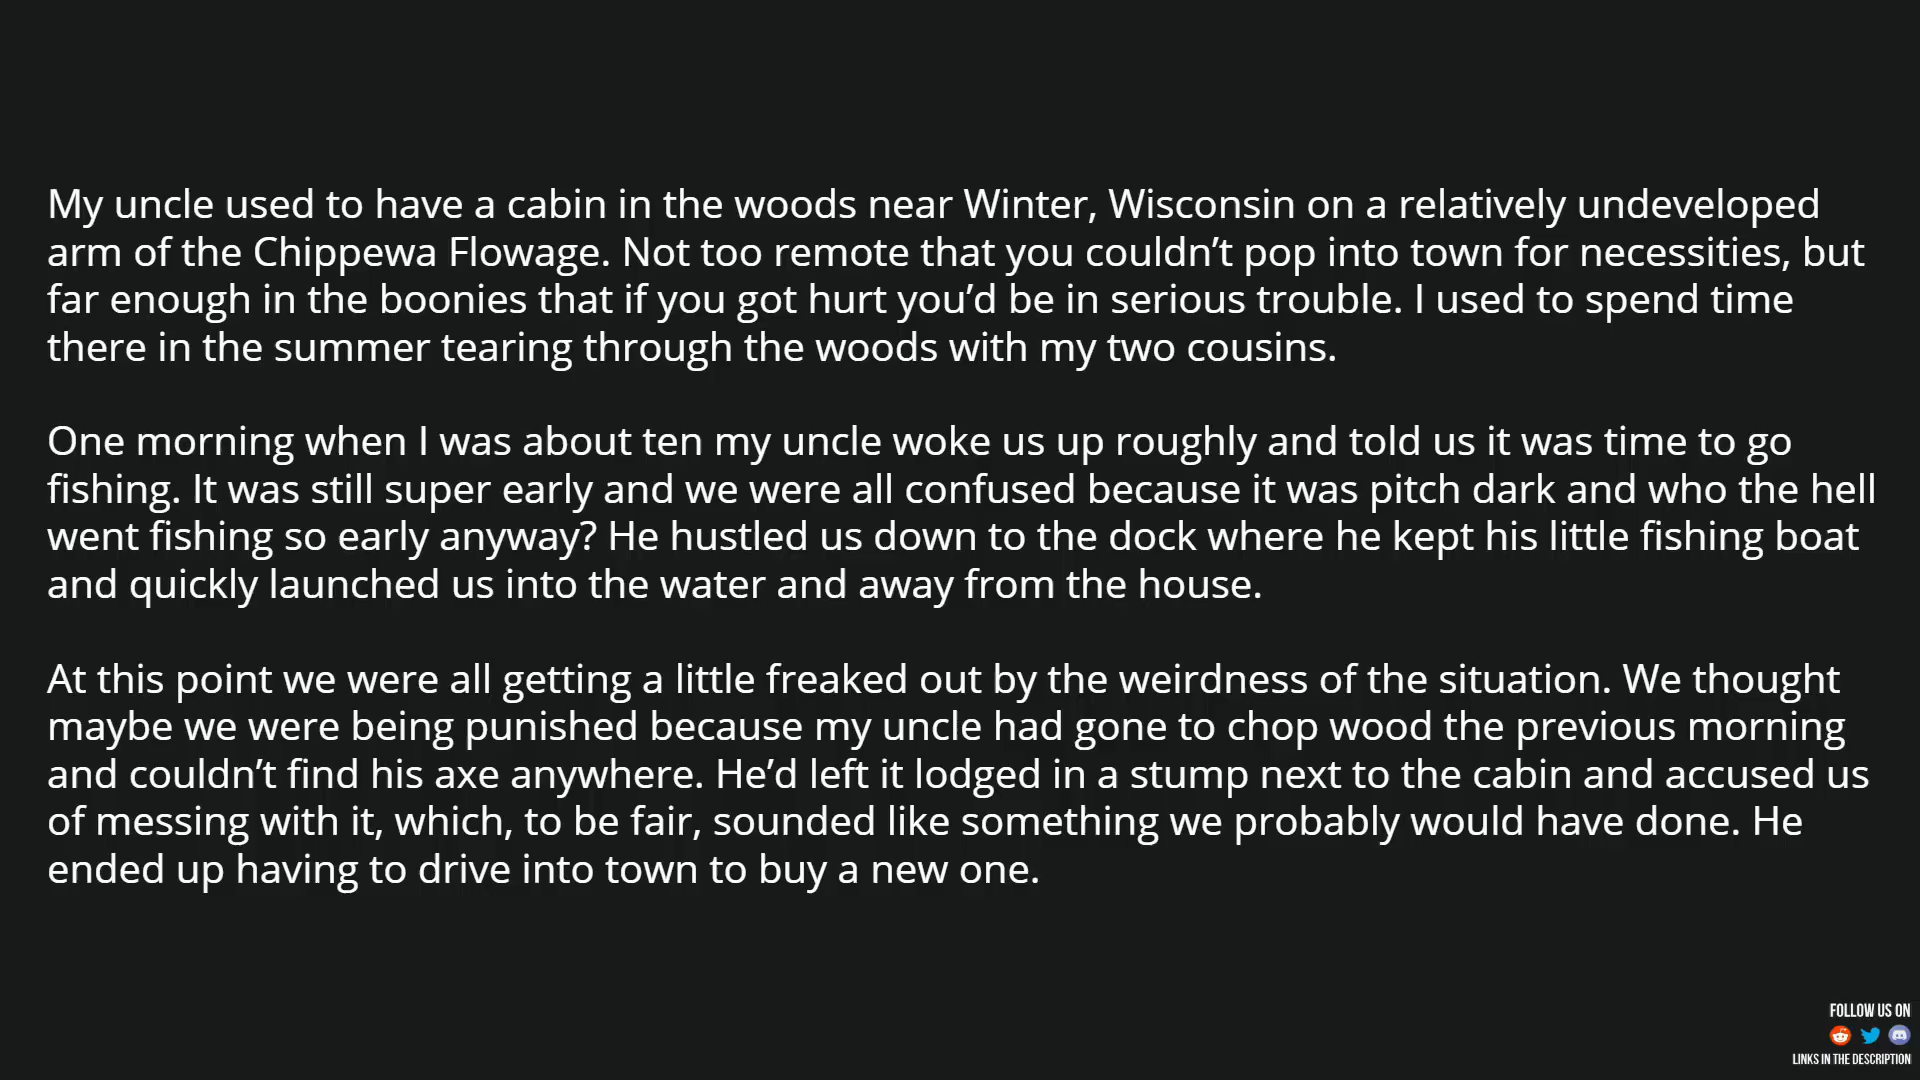 My uncle used to have a cabin in the woods near Winter, Wisconsin on a relatively undeveloped
arm of the Chippewa Flowage. Not too remote that you couldn’t pop into town for necessities, but
far enough in the boonies that if you got hurt you’d be in serious trouble. I used to spend time
there in the summer tearing through the woods with my two cousins.
One morning when I was about ten my uncle woke us up roughly and told us it was time to go
fishing. It was still super early and we were all confused because it was pitch dark and who the hell
went fishing so early anyway? He hustled us down to the dock where he kept his little fishing boat
and quickly launched us into the water and away from the house.
At this point we were all getting a little freaked out by the weirdness of the situation. We thought
maybe we were being punished because my uncle had gone to chop wood the previous morning
and couldn’t find his axe anywhere. He’d left it lodged in a stump next to the cabin and accused us
of messing with it, which, to be fair, sounded like something we probably would have done. He
ended up having to drive into town to buy a new one.
FOLLOW US ON
LINKS IN THE DESCRIPTION